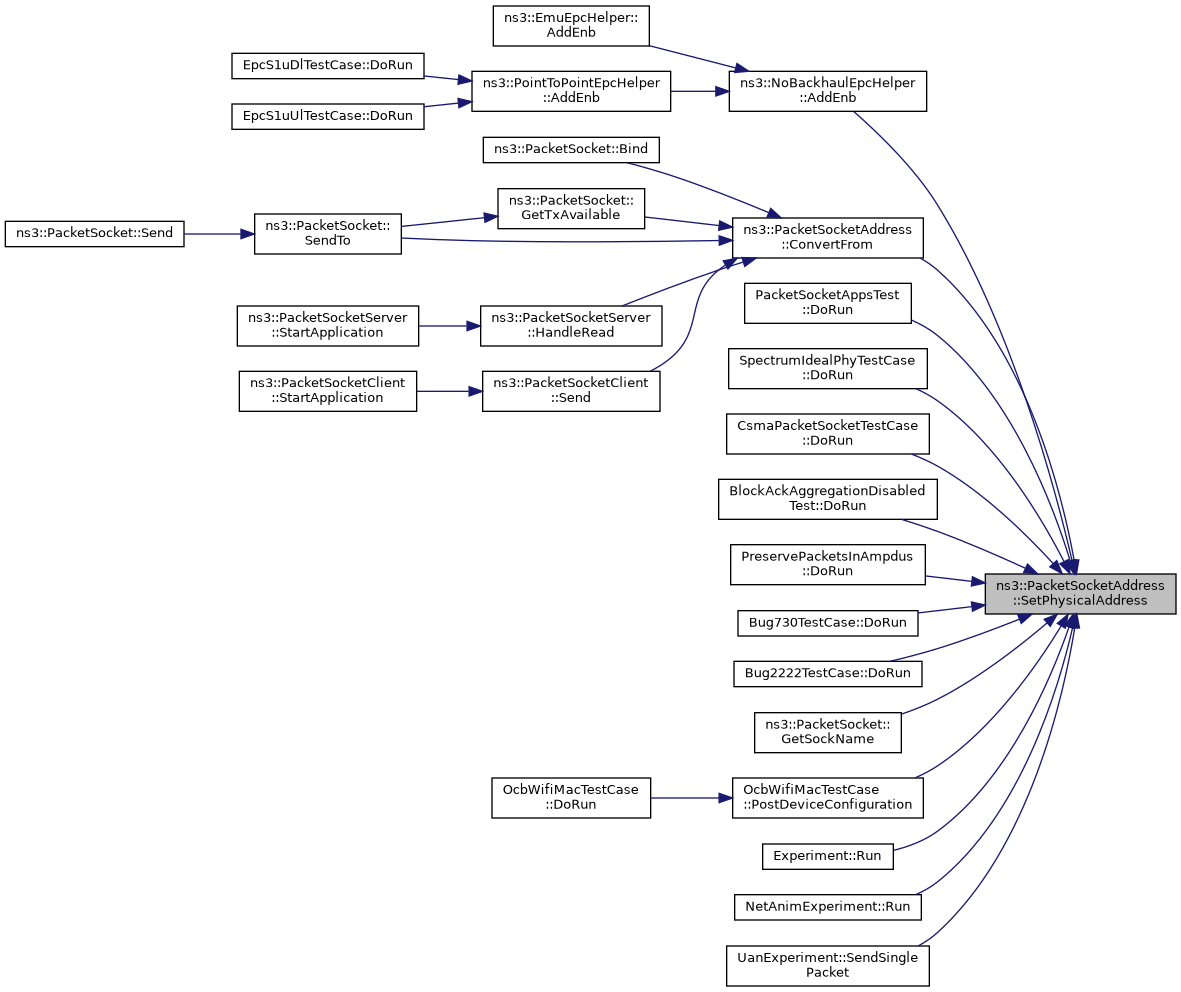 ns3::EmuEpcHelper::
AddEnb
EpcS1uDlTestCase::DoRun
ns3::PointToPointEpcHelper
::AddEnb
ns3::NoBackhaulEpcHelper
::AddEnb
EpcS1uUlTestCase::DoRun
ns3::PacketSocket::Bind
ns3::PacketSocket::
GetTxAvailable
ns3::PacketSocket::Send
ns3::PacketSocket::
SendTo
ns3::PacketSocketAddress
::ConvertFrom
PacketSocketAppsTest
::DoRun
ns3::PacketSocketServer
::StartApplication
ns3::PacketSocketServer
::HandleRead
SpectrumIdealPhyTestCase
::DoRun
ns3::PacketSocketClient
::StartApplication
ns3::PacketSocketClient
::Send
CsmaPacketSocketTestCase
::DoRun
BlockAckAggregationDisabled
Test::DoRun
PreservePacketsInAmpdus
::DoRun
ns3::PacketSocketAddress
::SetPhysicalAddress
Bug730TestCase::DoRun
Bug2222TestCase::DoRun
ns3::PacketSocket::
GetSockName
OcbWifiMacTestCase
::DoRun
OcbWifiMacTestCase
::PostDeviceConfiguration
Experiment::Run
NetAnimExperiment::Run
UanExperiment::SendSingle
Packet